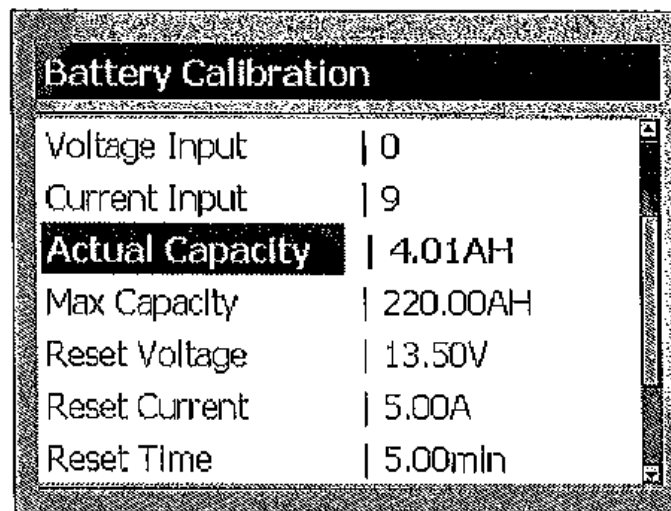 Battery Calibration
Voltage Input | 0
Current Input | 9
Actual Capacity | 4.01AH
Max Capacity | 220.00AH
Reset Voltage | 13.50V
Reset Current | 5.00A
Reset Time | 5.00min